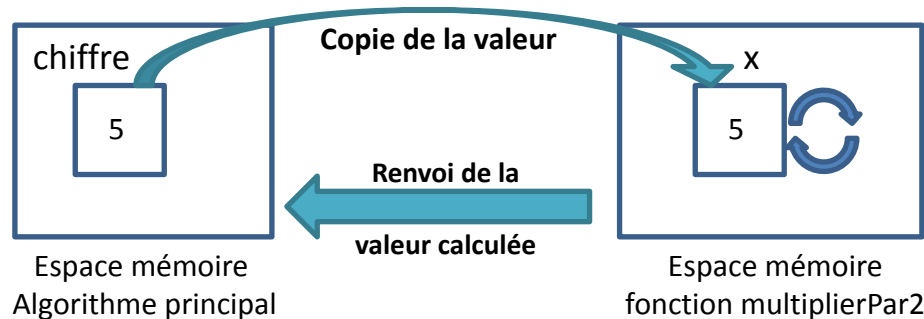 chiffre
5
Copie de la valeur
x
5
Renvoi de la
valeur calculée
Espace mémoire
Algorithme principal
Espace mémoire
fonction multiplierPar2